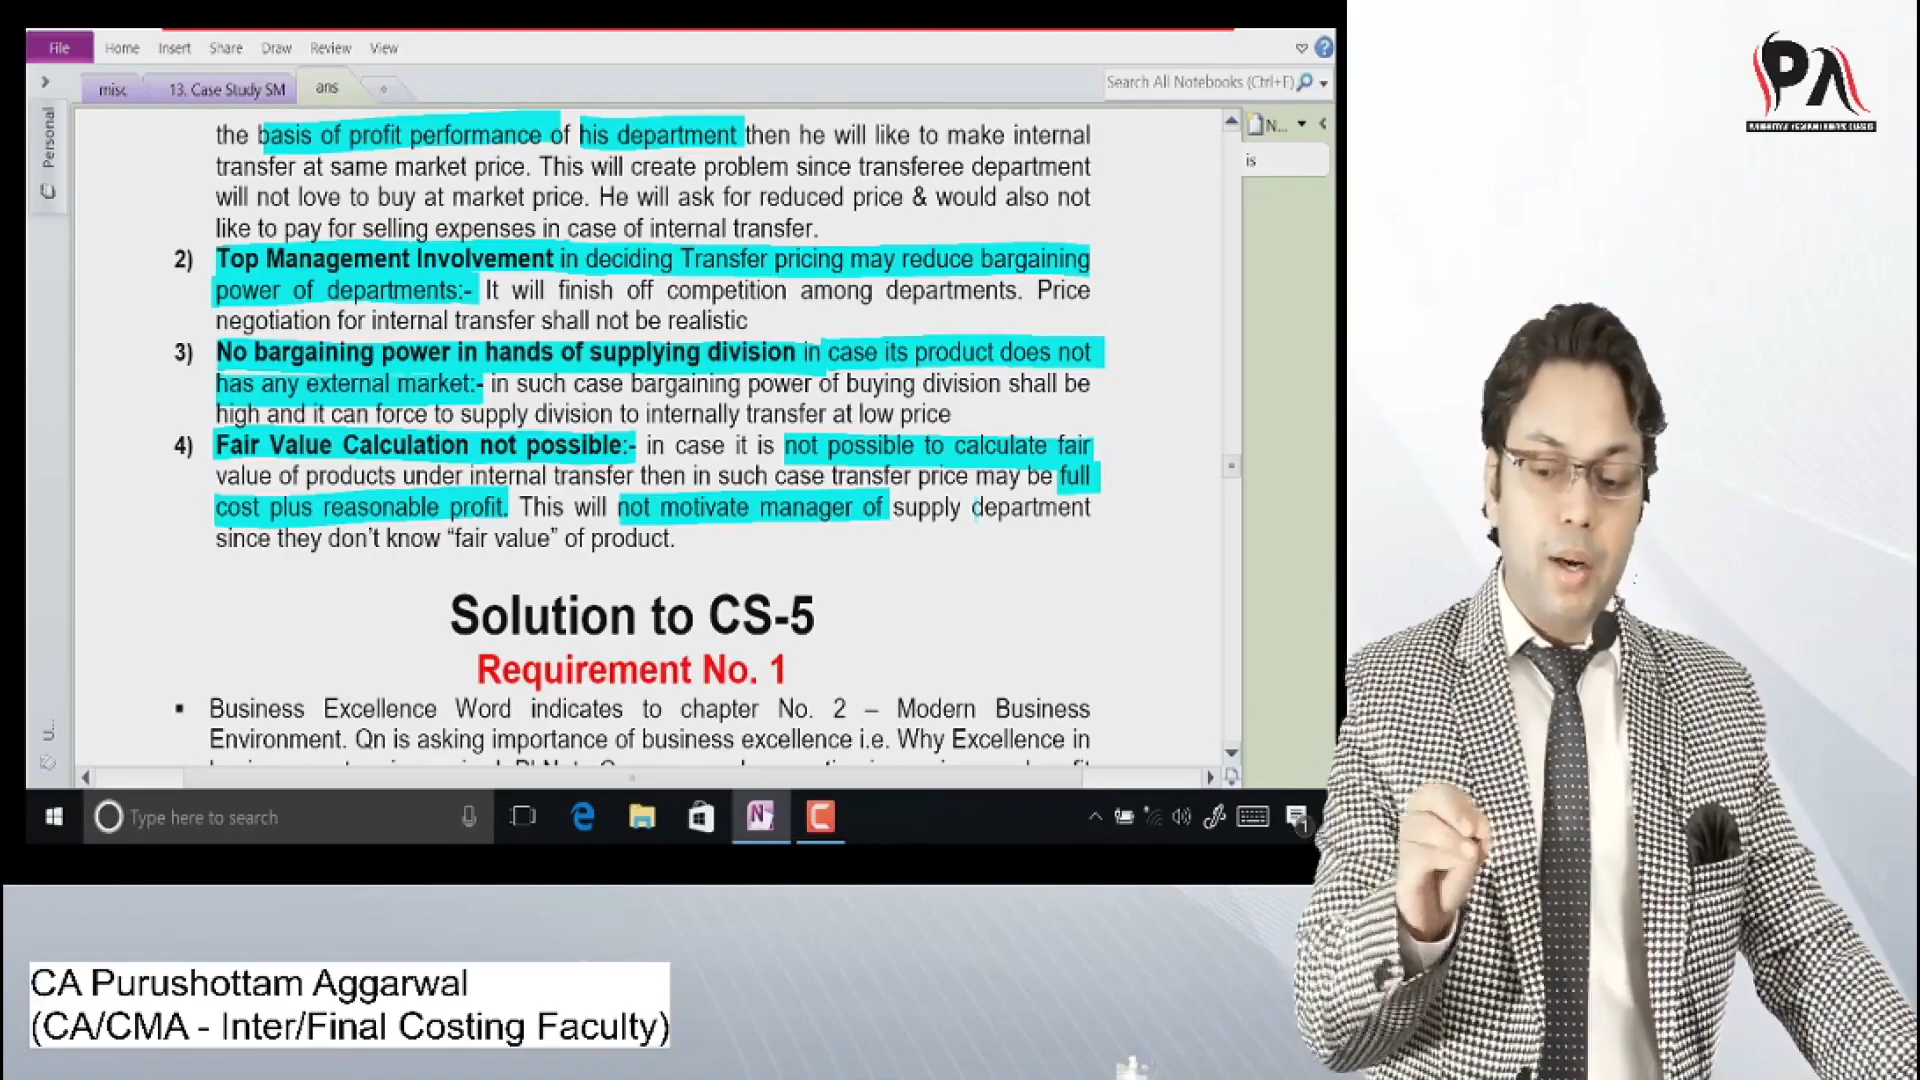 File Home Insert Share Draw Review View
misc 13. Case Study SM ans
Search All Notebooks (Ctrl+F)
Personal
N...
is
the basis of profit performance of his department then he will like to make internal
transfer at same market price. This will create problem since transferee department
will not love to buy at market price. He will ask for reduced price & would also not
like to pay for selling expenses in case of internal transfer.
2) Top Management Involvement in deciding Transfer pricing may reduce bargaining
power of departments:- It will finish off competition among departments. Price
negotiation for internal transfer shall not be realistic
3) No bargaining power in hands of supplying division in case its product does not
has any external market:- in such case bargaining power of buying division shall be
high and it can force to supply division to internally transfer at low price
4) Fair Value Calculation not possible:- in case it is not possible to calculate fair
value of products under internal transfer then in such case transfer price may be full
cost plus reasonable profit. This will not motivate manager of supply department
since they don't know “fair value” of product.
Solution to CS-5
Requirement No. 1
▪ Business Excellence Word indicates to chapter No. 2 – Modern Business
Environment. Qn is asking importance of business excellence i.e. Why Excellence in
U...
Type here to search
1
PA
CA Purushottam Aggarwal
(CA/CMA - Inter/Final Costing Faculty)